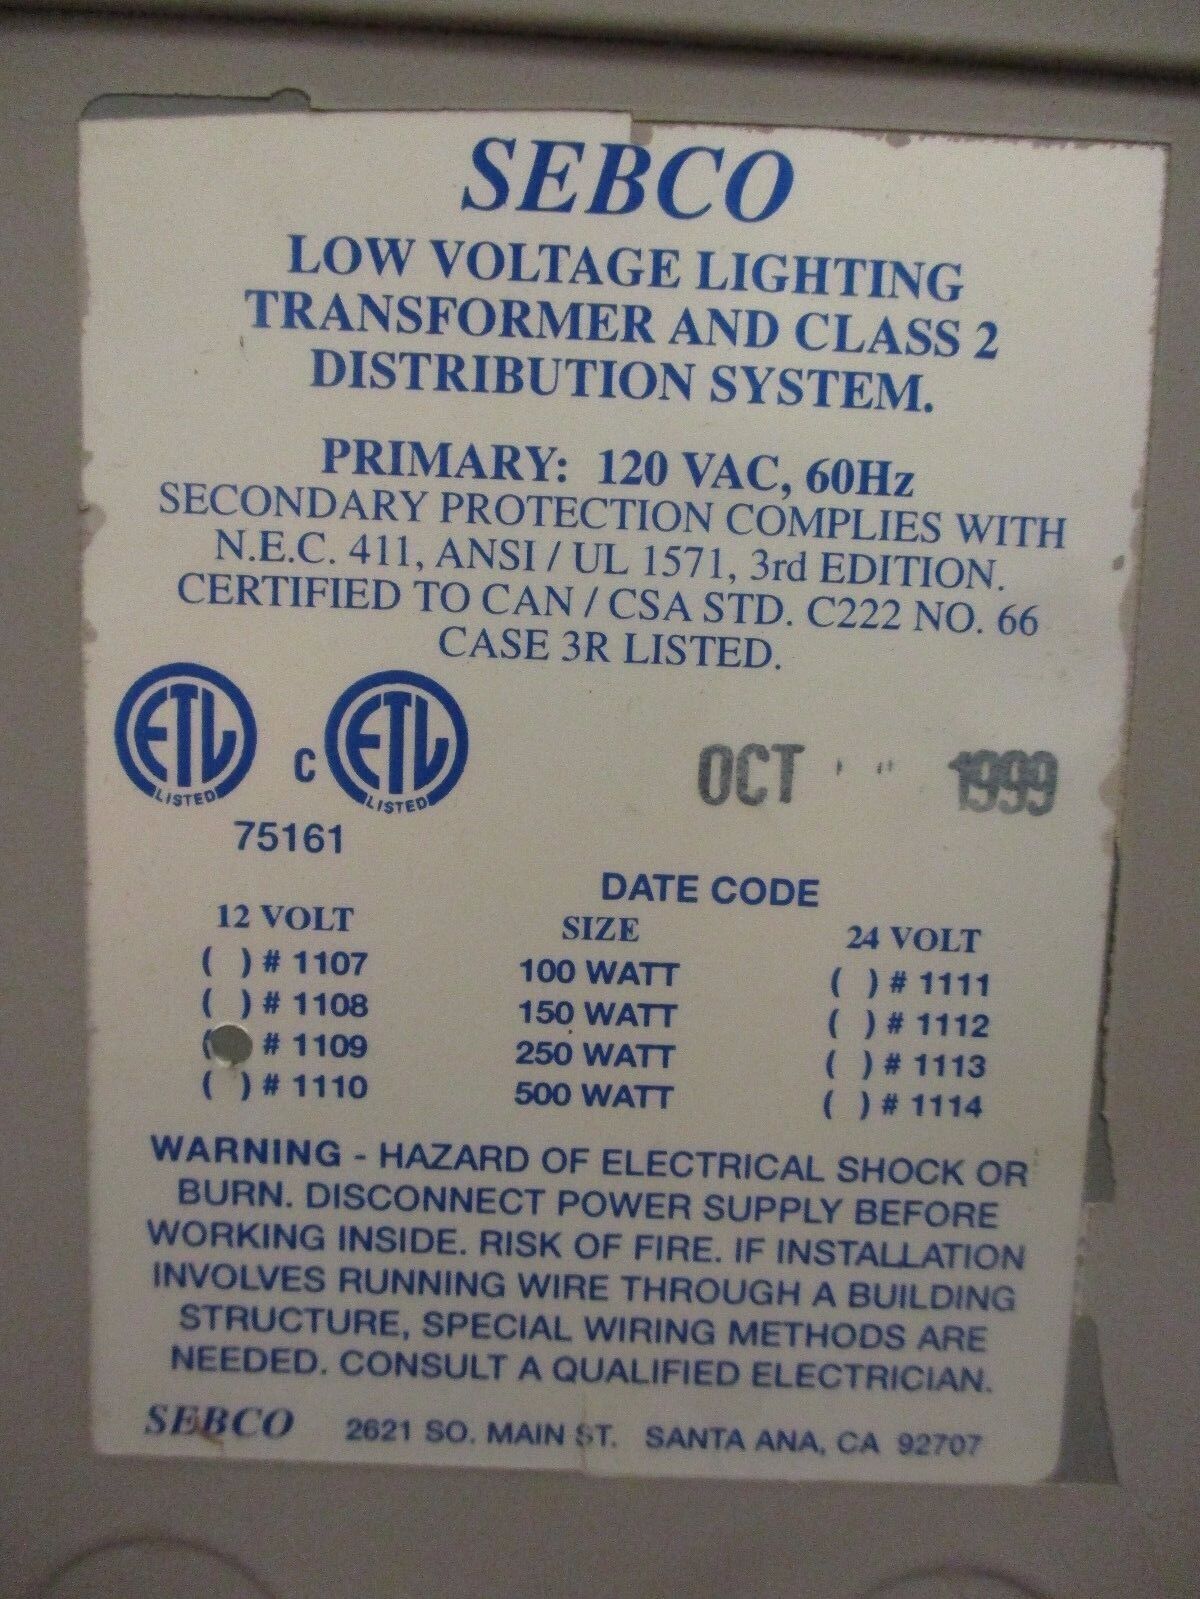 SEBCO
LOW VOLTAGE LIGHTING
TRANSFORMER AND CLASS 2
DISTRIBUTION SYSTEM.
PRIMARY: 120 VAC, 60Hz
SECONDARY PROTECTION COMPLIES WITH
N.E.C. 411, ANSI / UL 1571, 3rd EDITION.
CERTIFIED TO CAN / CSA STD. C222 NO. 66
CASE 3R LISTED.
ETL LISTED C ETL LISTED
OCT 1999
75161
DATE CODE
12 VOLT SIZE 24 VOLT
( ) # 1107 100 WATT ( ) # 1111
( ) # 1108 150 WATT ( ) # 1112
( # 1109 250 WATT ( ) # 1113
( ) # 1110 500 WATT ( ) # 1114
WARNING - HAZARD OF ELECTRICAL SHOCK OR
BURN. DISCONNECT POWER SUPPLY BEFORE
WORKING INSIDE. RISK OF FIRE. IF INSTALLATION
INVOLVES RUNNING WIRE THROUGH A BUILDING
STRUCTURE, SPECIAL WIRING METHODS ARE
NEEDED. CONSULT A QUALIFIED ELECTRICIAN.
SEBCO 2621 SO. MAIN ST. SANTA ANA, CA 92707